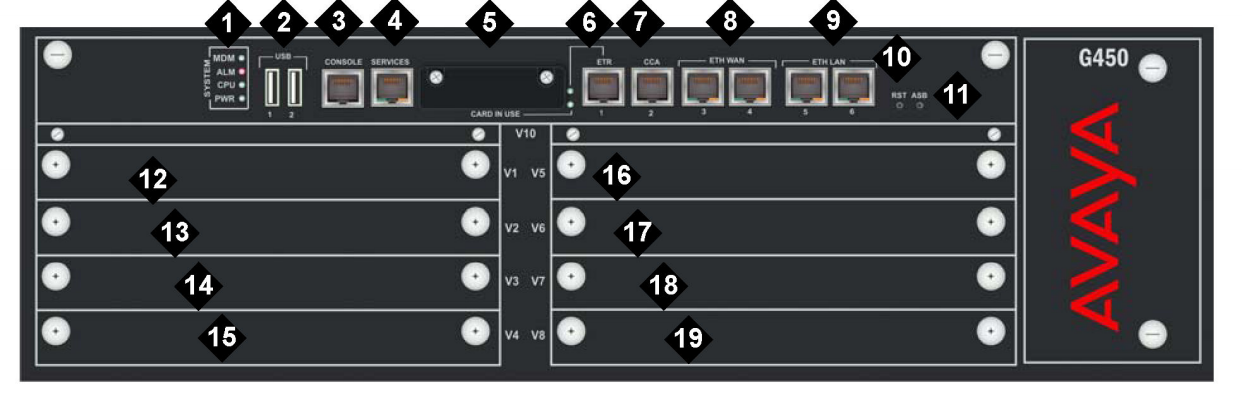 1 2 3 4 5 6 7 8 9
10
11
SYSTEM
MDM
ALM
CPU
PWR
USB
1 2
CONSOLE
SERVICES
CARD IN USE
ETR
CCA
ETH WAN
ETH LAN
1 2 3 4 5 6
RST ASB
G450
AVAYA
V10
12
V1 V5
16
13
V2 V6
17
14
V3 V7
18
15
V4 V8
19